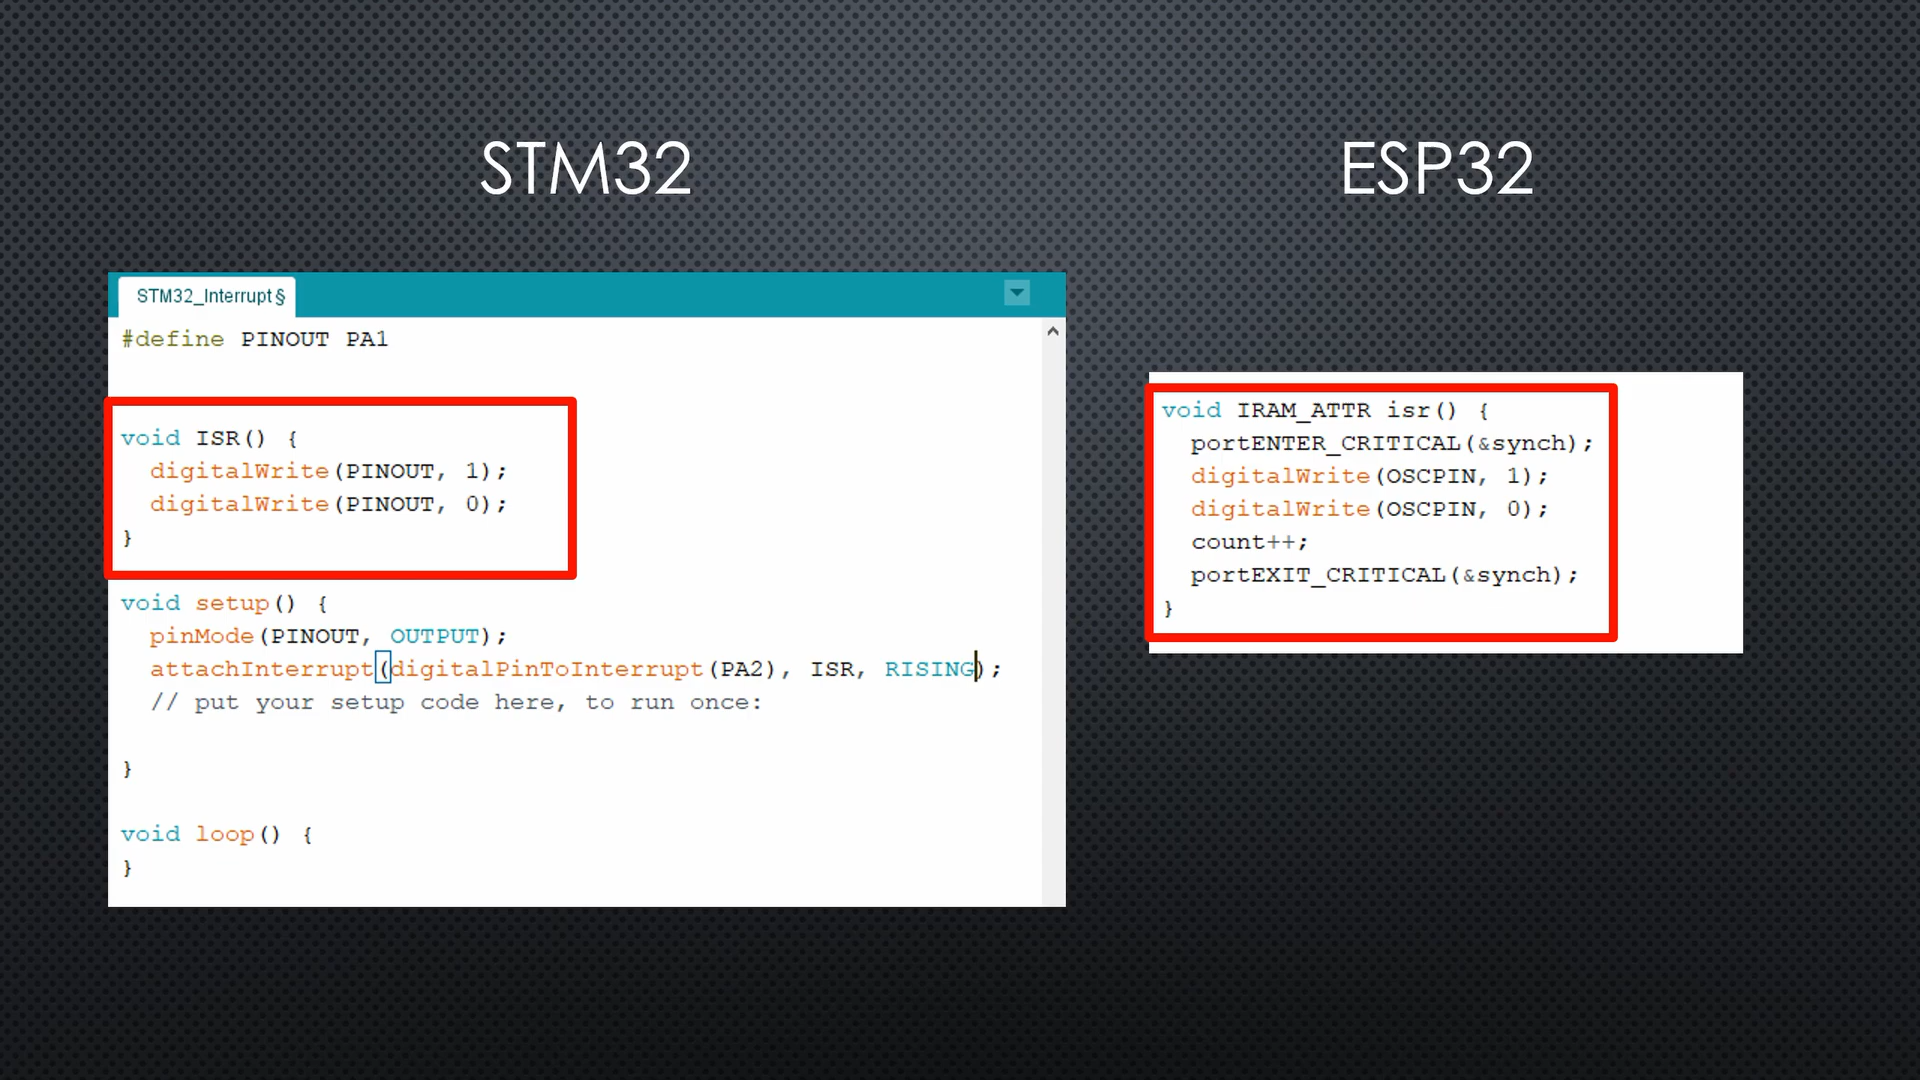 STM32
STM32_Interrupt§
#define PINOUT PA1
void ISR() {
  digitalWrite(PINOUT, 1);
  digitalWrite(PINOUT, 0);
}
void setup() {
  pinMode(PINOUT, OUTPUT);
  attachInterrupt(digitalPinToInterrupt(PA2), ISR, RISING);
  // put your setup code here, to run once:
}
void loop() {
}
ESP32
void IRAM_ATTR isr() {
  portENTER_CRITICAL(&synch);
  digitalWrite(OSCPIN, 1);
  digitalWrite(OSCPIN, 0);
  count++;
  portEXIT_CRITICAL(&synch);
}